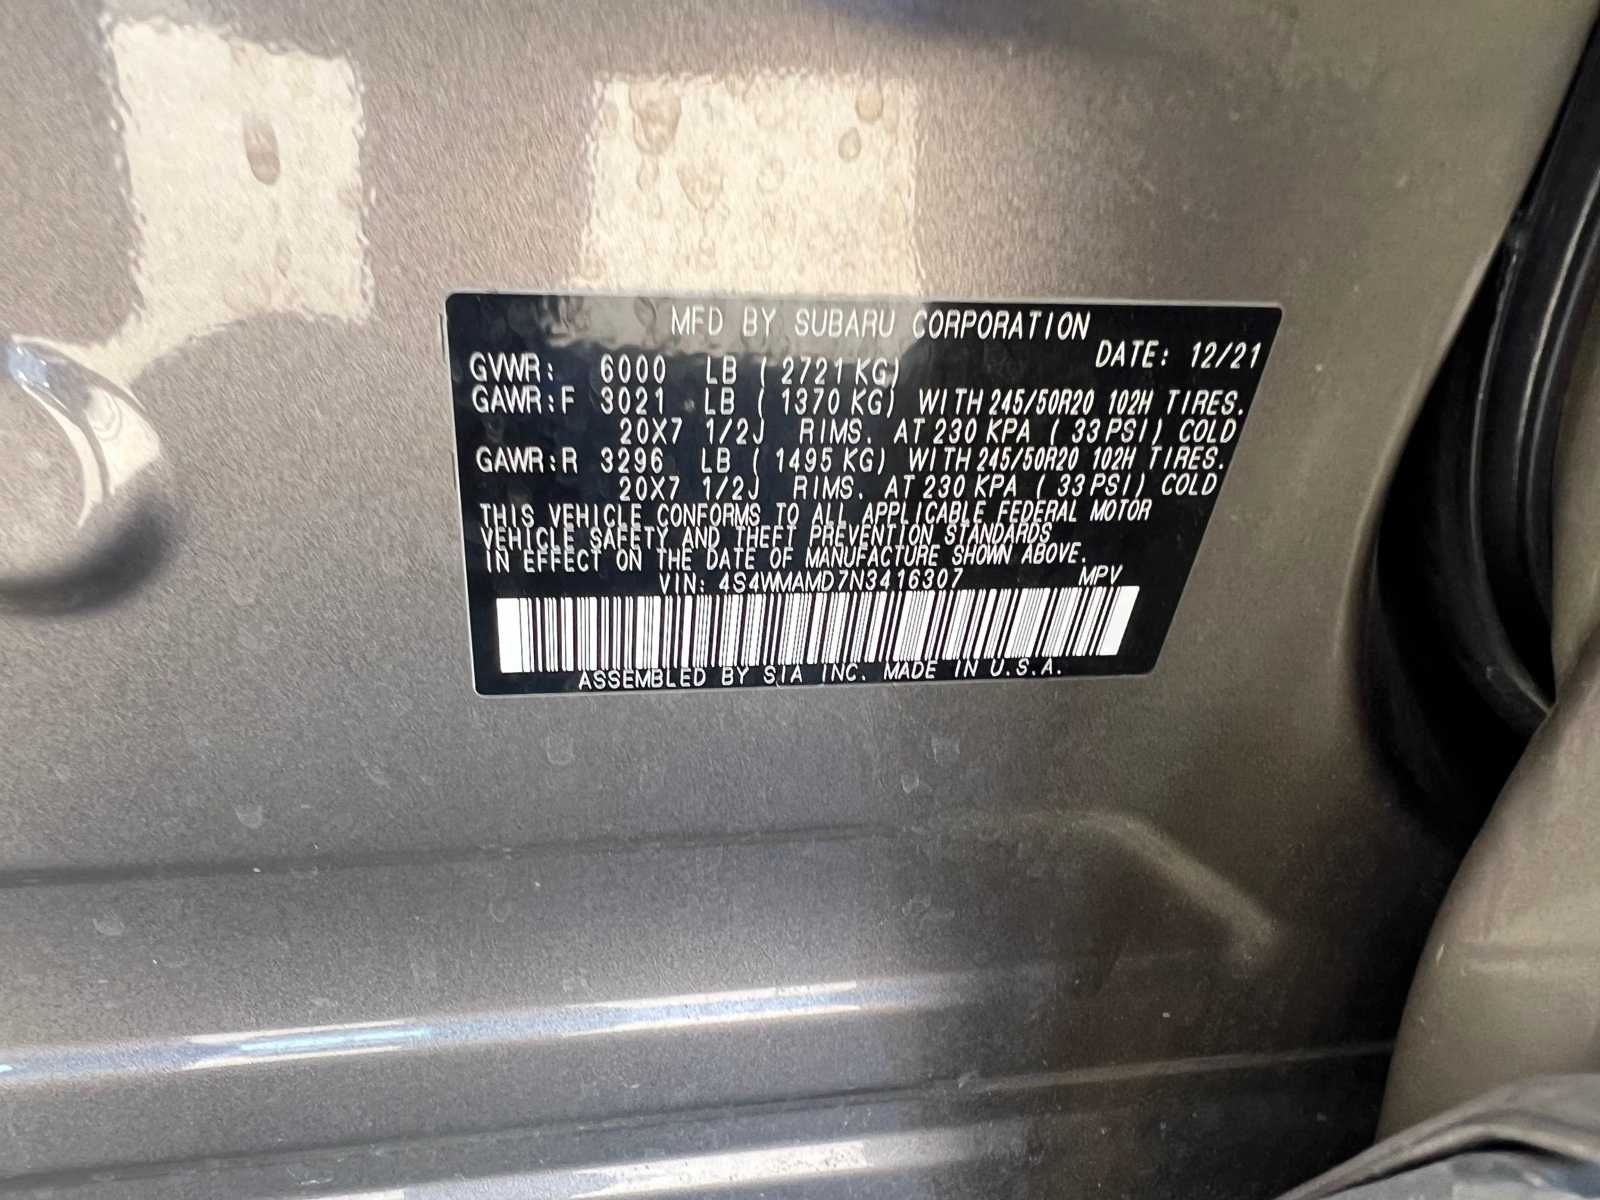 MFD BY SUBARU CORPORATION
DATE: 12/21
GVWR: 6000 LB ( 2721 KG)
GAWR:F 3021 LB ( 1370 KG) WITH 245/50R20 102H TIRES.
20X7 1/2J RIMS. AT 230 KPA ( 33 PSI) COLD
GAWR:R 3296 LB ( 1495 KG) WITH 245/50R20 102H TIRES.
20X7 1/2J RIMS. AT 230 KPA ( 33 PSI) COLD
THIS VEHICLE CONFORMS TO ALL APPLICABLE FEDERAL MOTOR
VEHICLE SAFETY AND THEFT PREVENTION STANDARDS
IN EFFECT ON THE DATE OF MANUFACTURE SHOWN ABOVE.
VIN: 4S4WMAMD7N3416307 MPV
ASSEMBLED BY SIA INC. MADE IN U.S.A.